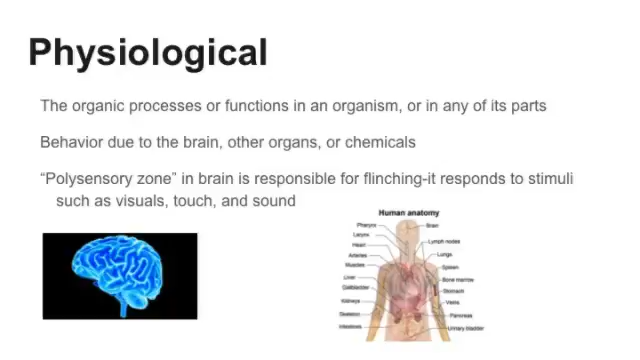 Physiological
The organic processes or functions in an organism, or in any of its parts
Behavior due to the brain, other organs, or chemicals
“Polysensory zone” in brain is responsible for flinching-it responds to stimuli
such as visuals, touch, and sound
Human anatomy
Pharynx
Brain
Larynx
Lymph nodes
Heart
Lungs
Arteries
Spleen
Muscles
Bone marrow
Liver
Stomach
Gallbladder
Veins
Kidneys
Pancreas
Skeleton
Urinary bladder
Intestines